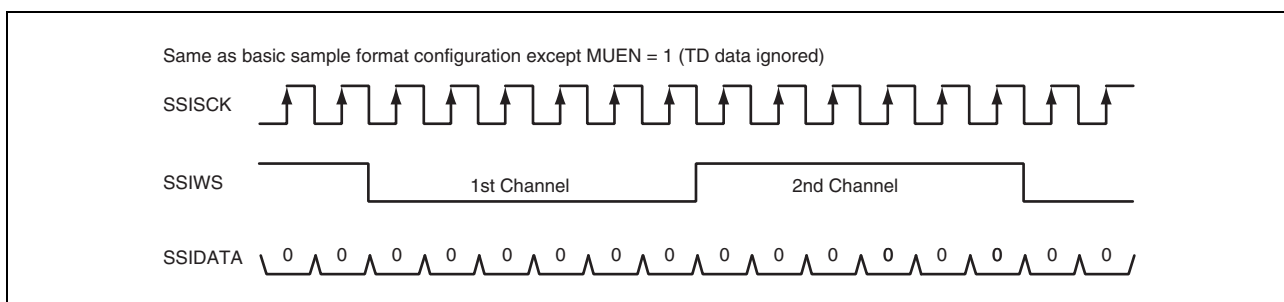 Same as basic sample format configuration except MUEN = 1 (TD data ignored)
SSISCK
SSIWS 1st Channel 2nd Channel
SSIDATA 0 0 0 0 0 0 0 0 0 0 0 0 0 0 0 0